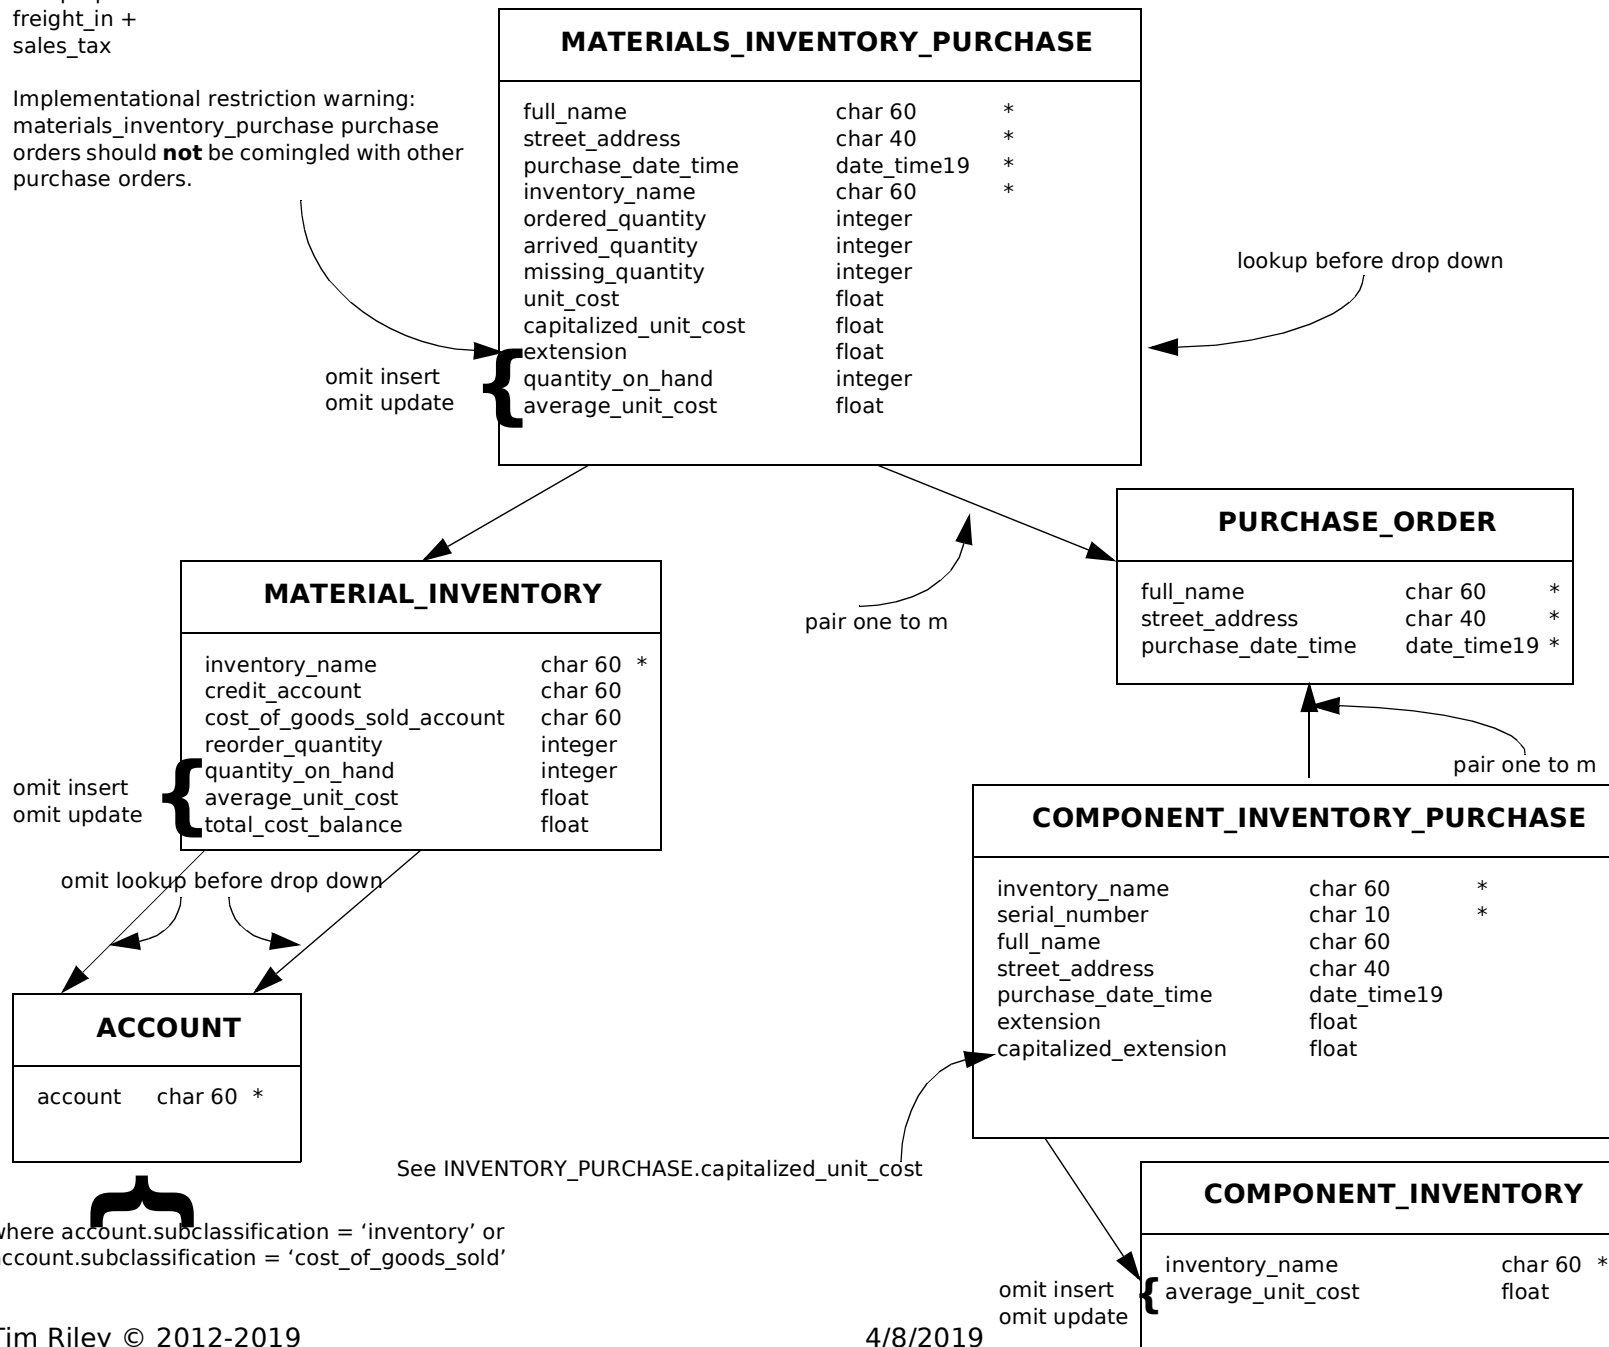 freight_in +
sales_tax
Implementational restriction warning:
materials_inventory_purchase purchase
orders should not be comingled with other
purchase orders.
MATERIALS_INVENTORY_PURCHASE
full_name char 60 *
street_address char 40 *
purchase_date_time date_time19 *
inventory_name char 60 *
ordered_quantity integer
arrived_quantity integer
missing_quantity integer
unit_cost float
capitalized_unit_cost float
extension float
quantity_on_hand integer
average_unit_cost float
omit insert
omit update
lookup before drop down
PURCHASE_ORDER
full_name char 60 *
street_address char 40 *
purchase_date_time date_time19 *
pair one to m
MATERIAL_INVENTORY
inventory_name char 60 *
credit_account char 60
cost_of_goods_sold_account char 60
reorder_quantity integer
quantity_on_hand integer
average_unit_cost float
total_cost_balance float
omit insert
omit update
pair one to m
COMPONENT_INVENTORY_PURCHASE
inventory_name char 60 *
serial_number char 10 *
full_name char 60
street_address char 40
purchase_date_time date_time19
extension float
capitalized_extension float
omit lookup before drop down
ACCOUNT
account char 60 *
See INVENTORY_PURCHASE.capitalized_unit_cost
where account.subclassification = ‘inventory’ or
account.subclassification = ‘cost_of_goods_sold’
COMPONENT_INVENTORY
inventory_name char 60 *
average_unit_cost float
omit insert
omit update
Tim Riley © 2012-2019
4/8/2019